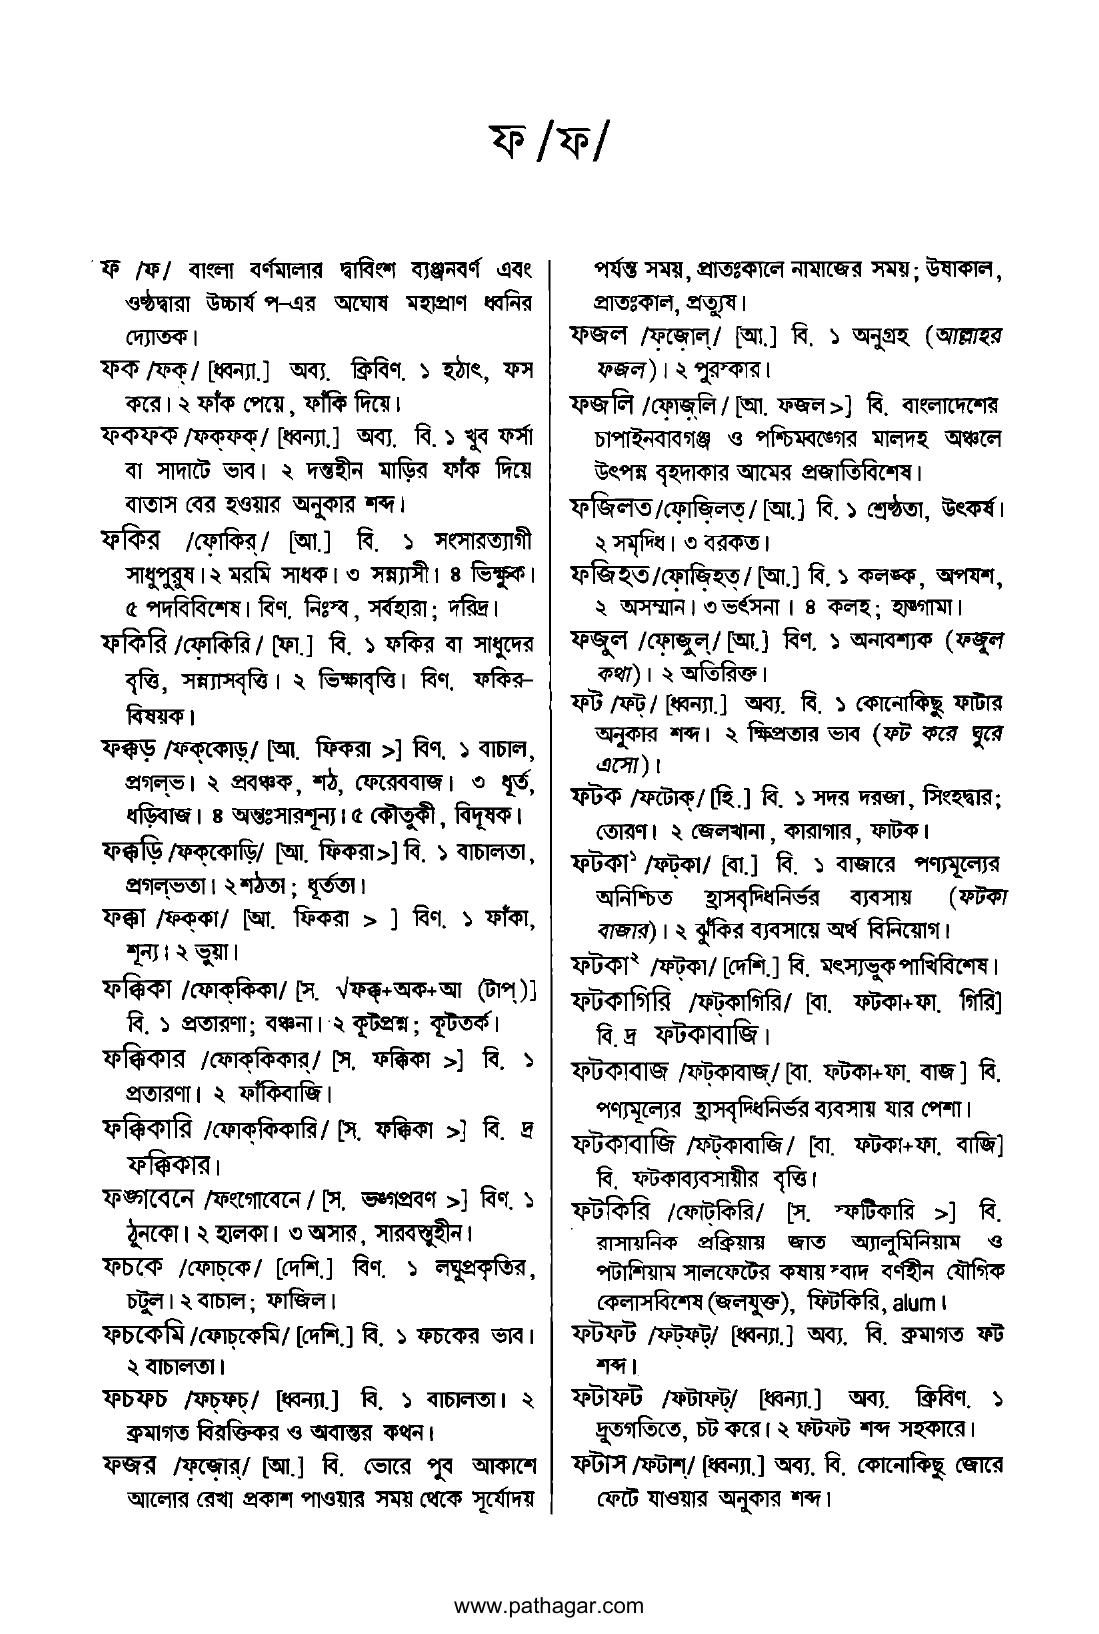 ফ /ফ/
ফ /ফ/ বাংলা বর্ণমালার দ্বাবিংশ ব্যঞ্জনবর্ণ এবং
ওষ্ঠদ্বারা উচ্চার্য প-এর অঘোষ মহাপ্রাণ ধ্বনির
দ্যোতক।
ফক /ফক্/ [ধ্বন্যা.] অব্য. ক্রিবিণ. ১ হঠাৎ, ফস
করে। ২ ফাঁক পেয়ে, ফাঁকি দিয়ে।
ফকফক /ফক্‌ফক্/ [ধ্বন্যা.] অব্য. বি. ১ খুব ফর্সা
বা সাদাটে ভাব। ২ দন্তহীন মাড়ির ফাঁক দিয়ে
বাতাস বের হওয়ার অনুকার শব্দ।
ফকির /ফ়োকির্/ [আ.] বি. ১ সংসারত্যাগী
সাধুপুরুষ। ২ মরমি সাধক। ৩ সন্ন্যাসী। ৪ ভিক্ষুক।
৫ পদবিবিশেষ। বিণ. নিঃস্ব, সর্বহারা; দরিদ্র।
ফকিরি /ফ়োকিরি/ [ফা.] বি. ১ ফকির বা সাধুদের
বৃত্তি, সন্ন্যাসবৃত্তি। ২ ভিক্ষাবৃত্তি। বিণ. ফকির-
বিষয়ক।
ফক্কড় /ফক্‌কোড়্/ [আ. ফিকরা >] বিণ. ১ বাচাল,
প্রগল্‌ভ। ২ প্রবঞ্চক, শঠ, ফেরেববাজ। ৩ ধূর্ত,
ধড়িবাজ। ৪ অন্তঃসারশূন্য। ৫ কৌতুকী, বিদূষক।
ফক্কড়ি /ফক্‌কোড়ি/ [আ. ফিকরা>] বি. ১ বাচালতা,
প্রগল্‌ভতা। ২ শঠতা; ধূর্ততা।
ফক্কা /ফক্‌কা/ [আ. ফিকরা > ] বিণ. ১ ফাঁকা,
শূন্য। ২ ভুয়া।
ফক্কিকা /ফোক্‌কিকা/ [স. √ফক্ক+অক+আ (টাপ্)]
বি. ১ প্রতারণা; বঞ্চনা। ২ কূটপ্রশ্ন; কূটতর্ক।
ফক্কিকার /ফোক্‌কিকার্/ [স. ফক্কিকা >] বি. ১
প্রতারণা। ২ ফাঁকিবাজি।
ফক্কিকারি /ফোক্‌কিকারি/ [স. ফক্কিকা >] বি. দ্র
ফক্কিকার।
ফঙ্গবেনে /ফংগোবেনে/ [স. ভঙ্গপ্রবণ >] বিণ. ১
ঠুনকো। ২ হালকা। ৩ অসার, সারবস্তুহীন।
ফচকে /ফোচ্‌কে/ [দেশি.] বিণ. ১ লঘুপ্রকৃতির,
চটুল। ২ বাচাল; ফাজিল।
ফচকেমি /ফোচ্‌কেমি/ [দেশি.] বি. ১ ফচকের ভাব।
২ বাচালতা।
ফচফচ /ফচ্‌ফচ্/ [ধ্বন্যা.] বি. ১ বাচালতা। ২
ক্রমাগত বিরক্তিকর ও অবান্তর কথন।
ফজর /ফ়জ়োর্/ [আ.] বি. ভোরে পুব আকাশে
আলোর রেখা প্রকাশ পাওয়ার সময় থেকে সূর্যোদয়
পর্যন্ত সময়, প্রাতঃকালে নামাজের সময়; উষাকাল,
প্রাতঃকাল, প্রত্যুষ।
ফজল /ফ়জ়োল্/ [আ.] বি. ১ অনুগ্রহ (আল্লাহর
ফজল)। ২ পুরস্কার।
ফজলি /ফ়োজ়্‌লি/ [আ. ফজল >] বি. বাংলাদেশের
চাপাইনবাবগঞ্জ ও পশ্চিমবঙ্গের মালদহ অঞ্চলে
উৎপন্ন বৃহদাকার আমের প্রজাতিবিশেষ।
ফজিলত /ফ়োজ়িলত্/ [আ.] বি. ১ শ্রেষ্ঠতা, উৎকর্ষ।
২ সমৃদ্ধি। ৩ বরকত।
ফজিহত /ফ়োজ়িহত্/ [আ.] বি. ১ কলঙ্ক, অপযশ,
২ অসম্মান। ৩ ভর্ৎসনা। ৪ কলহ; হাঙ্গামা।
ফজুল /ফ়োজ়ুল্/ [আ.] বিণ. ১ অনাবশ্যক (ফজুল
কথা)। ২ অতিরিক্ত।
ফট /ফট্/ [ধ্বন্যা.] অব্য. বি. ১ কোনোকিছু ফাটার
অনুকার শব্দ। ২ ক্ষিপ্রতার ভাব (ফট করে ঘুরে
এসো)।
ফটক /ফটোক্/ [হি.] বি. ১ সদর দরজা, সিংহদ্বার;
তোরণ। ২ জেলখানা, কারাগার, ফাটক।
ফটকা¹ /ফট্‌কা/ [বা.] বি. ১ বাজারে পণ্যমূল্যের
অনিশ্চিত হ্রাসবৃদ্ধিনির্ভর ব্যবসায় (ফটকা
বাজার)। ২ ঝুঁকির ব্যবসায়ে অর্থ বিনিয়োগ।
ফটকা² /ফট্‌কা/ [দেশি.] বি. মৎস্যভুক পাখিবিশেষ।
ফটকাগিরি /ফট্‌কাগিরি/ [বা. ফটকা+ফা. গিরি]
বি. দ্র ফটকাবাজি।
ফটকাবাজ /ফট্‌কাবাজ্/ [বা. ফটকা+ফা. বাজ] বি.
পণ্যমূল্যের হ্রাসবৃদ্ধিনির্ভর ব্যবসায় যার পেশা।
ফটকাবাজি /ফট্‌কাবাজি/ [বা. ফটকা+ফা. বাজি]
বি. ফটকাব্যবসায়ীর বৃত্তি।
ফটকিরি /ফোট্‌কিরি/ [স. স্ফটিকারি >] বি.
রাসায়নিক প্রক্রিয়ায় জাত অ্যালুমিনিয়াম ও
পটাশিয়াম সালফেটের কষায় স্বাদ বর্ণহীন যৌগিক
কেলাসবিশেষ (জলযুক্ত), ফিটকিরি, alum।
ফটফট /ফট্‌ফট্/ [ধ্বন্যা.] অব্য. বি. ক্রমাগত ফট
শব্দ।
ফটাফট /ফটাফট্/ [ধ্বন্যা.] অব্য. ক্রিবিণ. ১
দ্রুতগতিতে, চট করে। ২ ফটফট শব্দ সহকারে।
ফটাস /ফটাশ্/ [ধ্বন্যা.] অব্য. বি. কোনোকিছু জোরে
ফেটে যাওয়ার অনুকার শব্দ।
www.pathagar.com